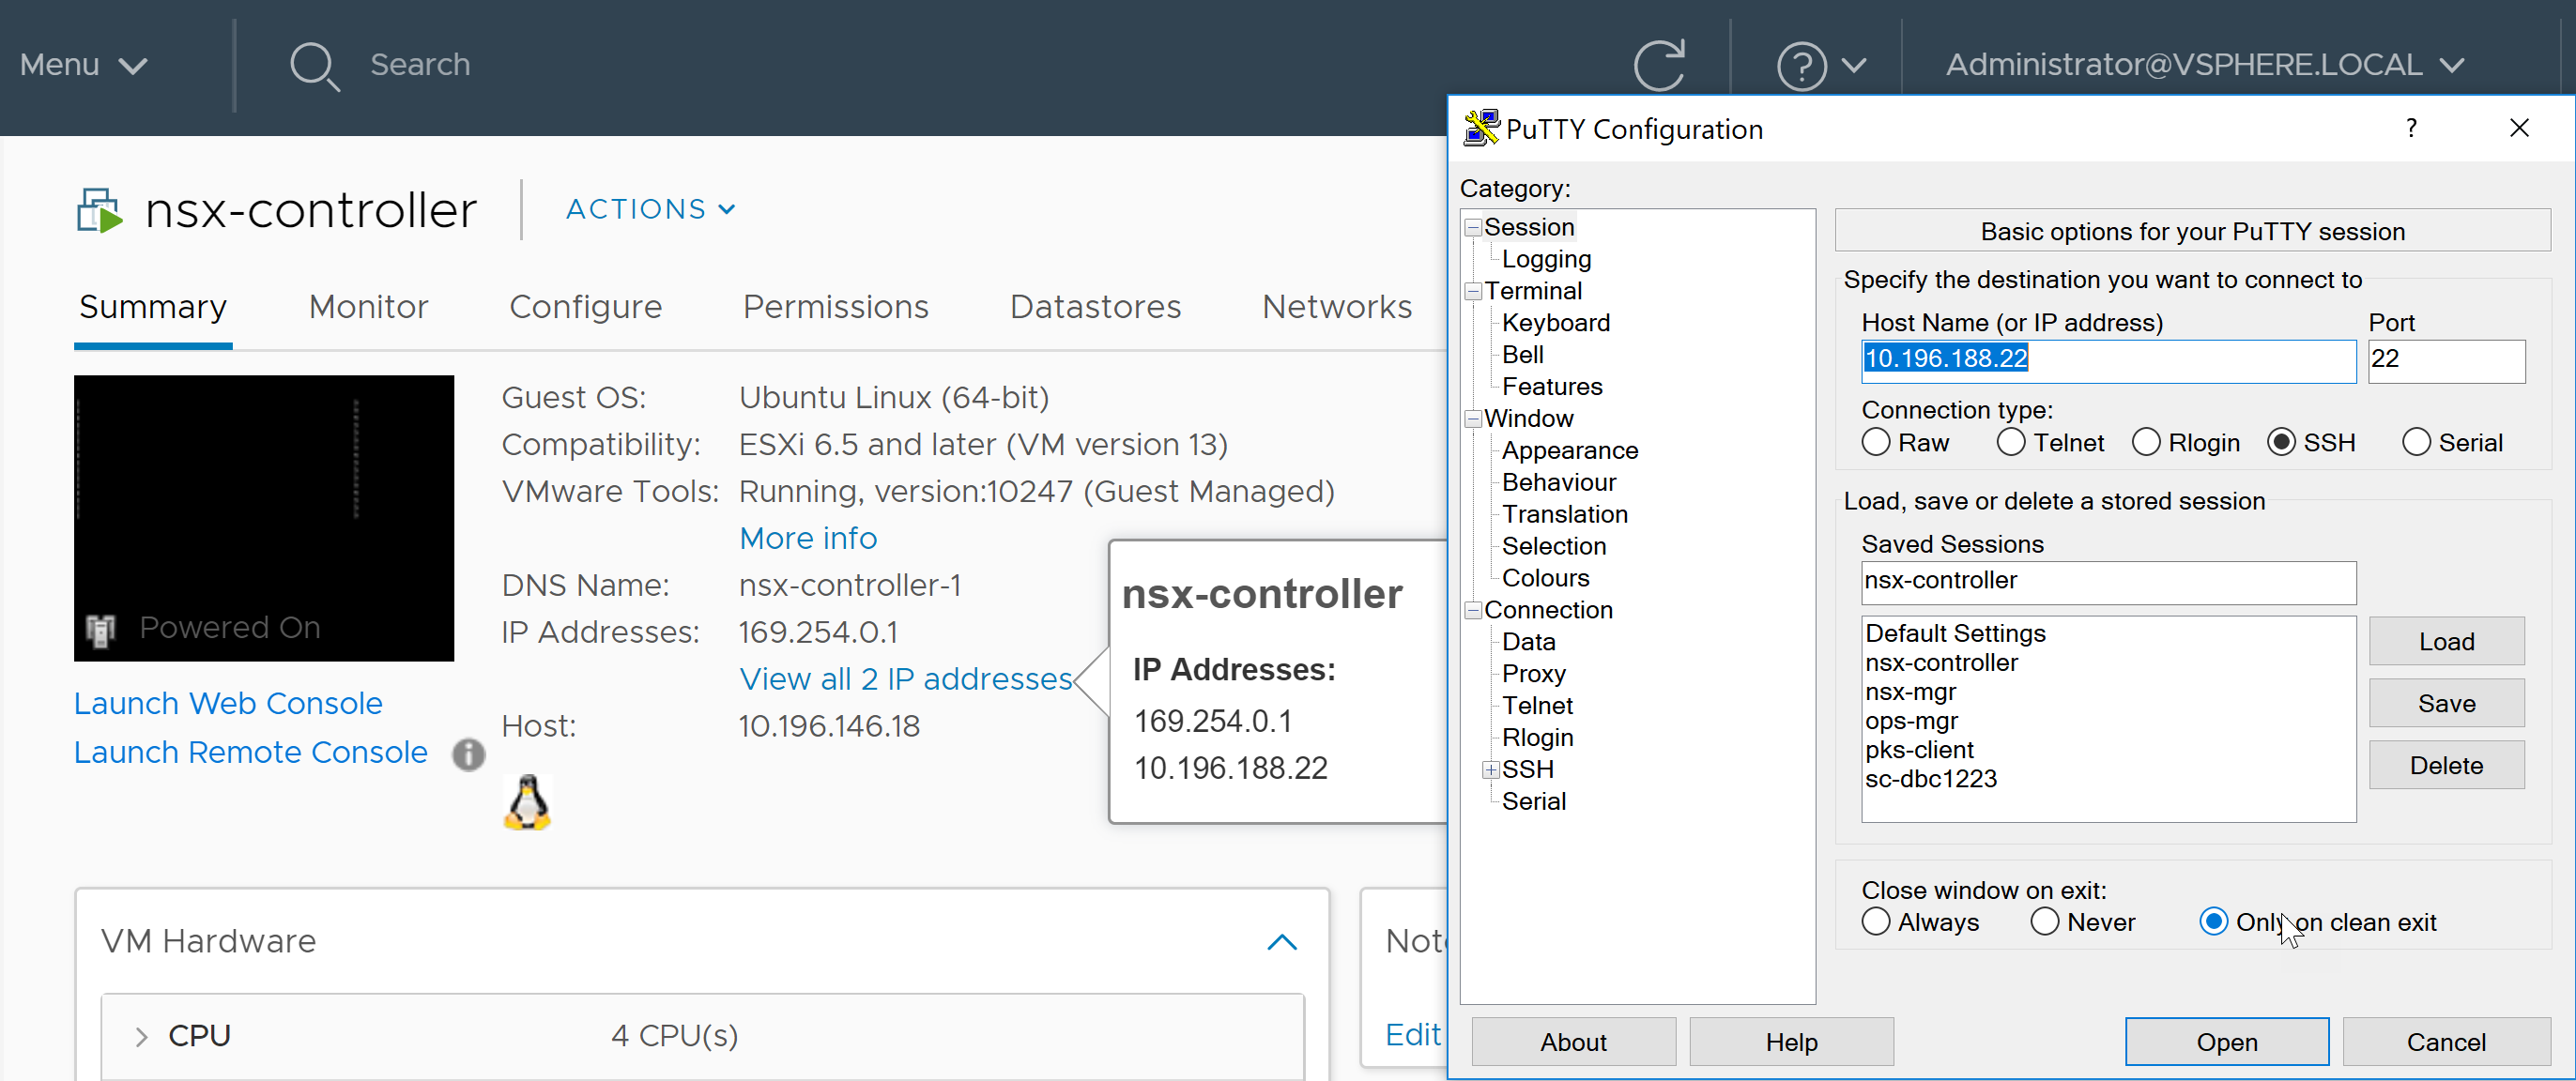 Menu
Search
Administrator@VSPHERE.LOCAL
nsx-controller
ACTIONS
Summary
Monitor
Configure
Permissions
Datastores
Networks
Powered On
Launch Web Console
Launch Remote Console
Guest OS: Ubuntu Linux (64-bit)
Compatibility: ESXi 6.5 and later (VM version 13)
VMware Tools: Running, version:10247 (Guest Managed)
More info
DNS Name: nsx-controller-1
IP Addresses: 169.254.0.1
View all 2 IP addresses
Host: 10.196.146.18
nsx-controller
IP Addresses:
169.254.0.1
10.196.188.22
VM Hardware
CPU 4 CPU(s)
Edit
PuTTY Configuration
?
Category:
Session
Logging
Terminal
Keyboard
Bell
Features
Window
Appearance
Behaviour
Translation
Selection
Colours
Connection
Data
Proxy
Telnet
Rlogin
SSH
Serial
Basic options for your PuTTY session
Specify the destination you want to connect to
Host Name (or IP address) Port
10.196.188.22 22
Connection type:
Raw Telnet Rlogin SSH Serial
Load, save or delete a stored session
Saved Sessions
nsx-controller
Default Settings
nsx-controller
nsx-mgr
ops-mgr
pks-client
sc-dbc1223
Load
Save
Delete
Close window on exit:
Always Never Only on clean exit
About
Help
Open
Cancel